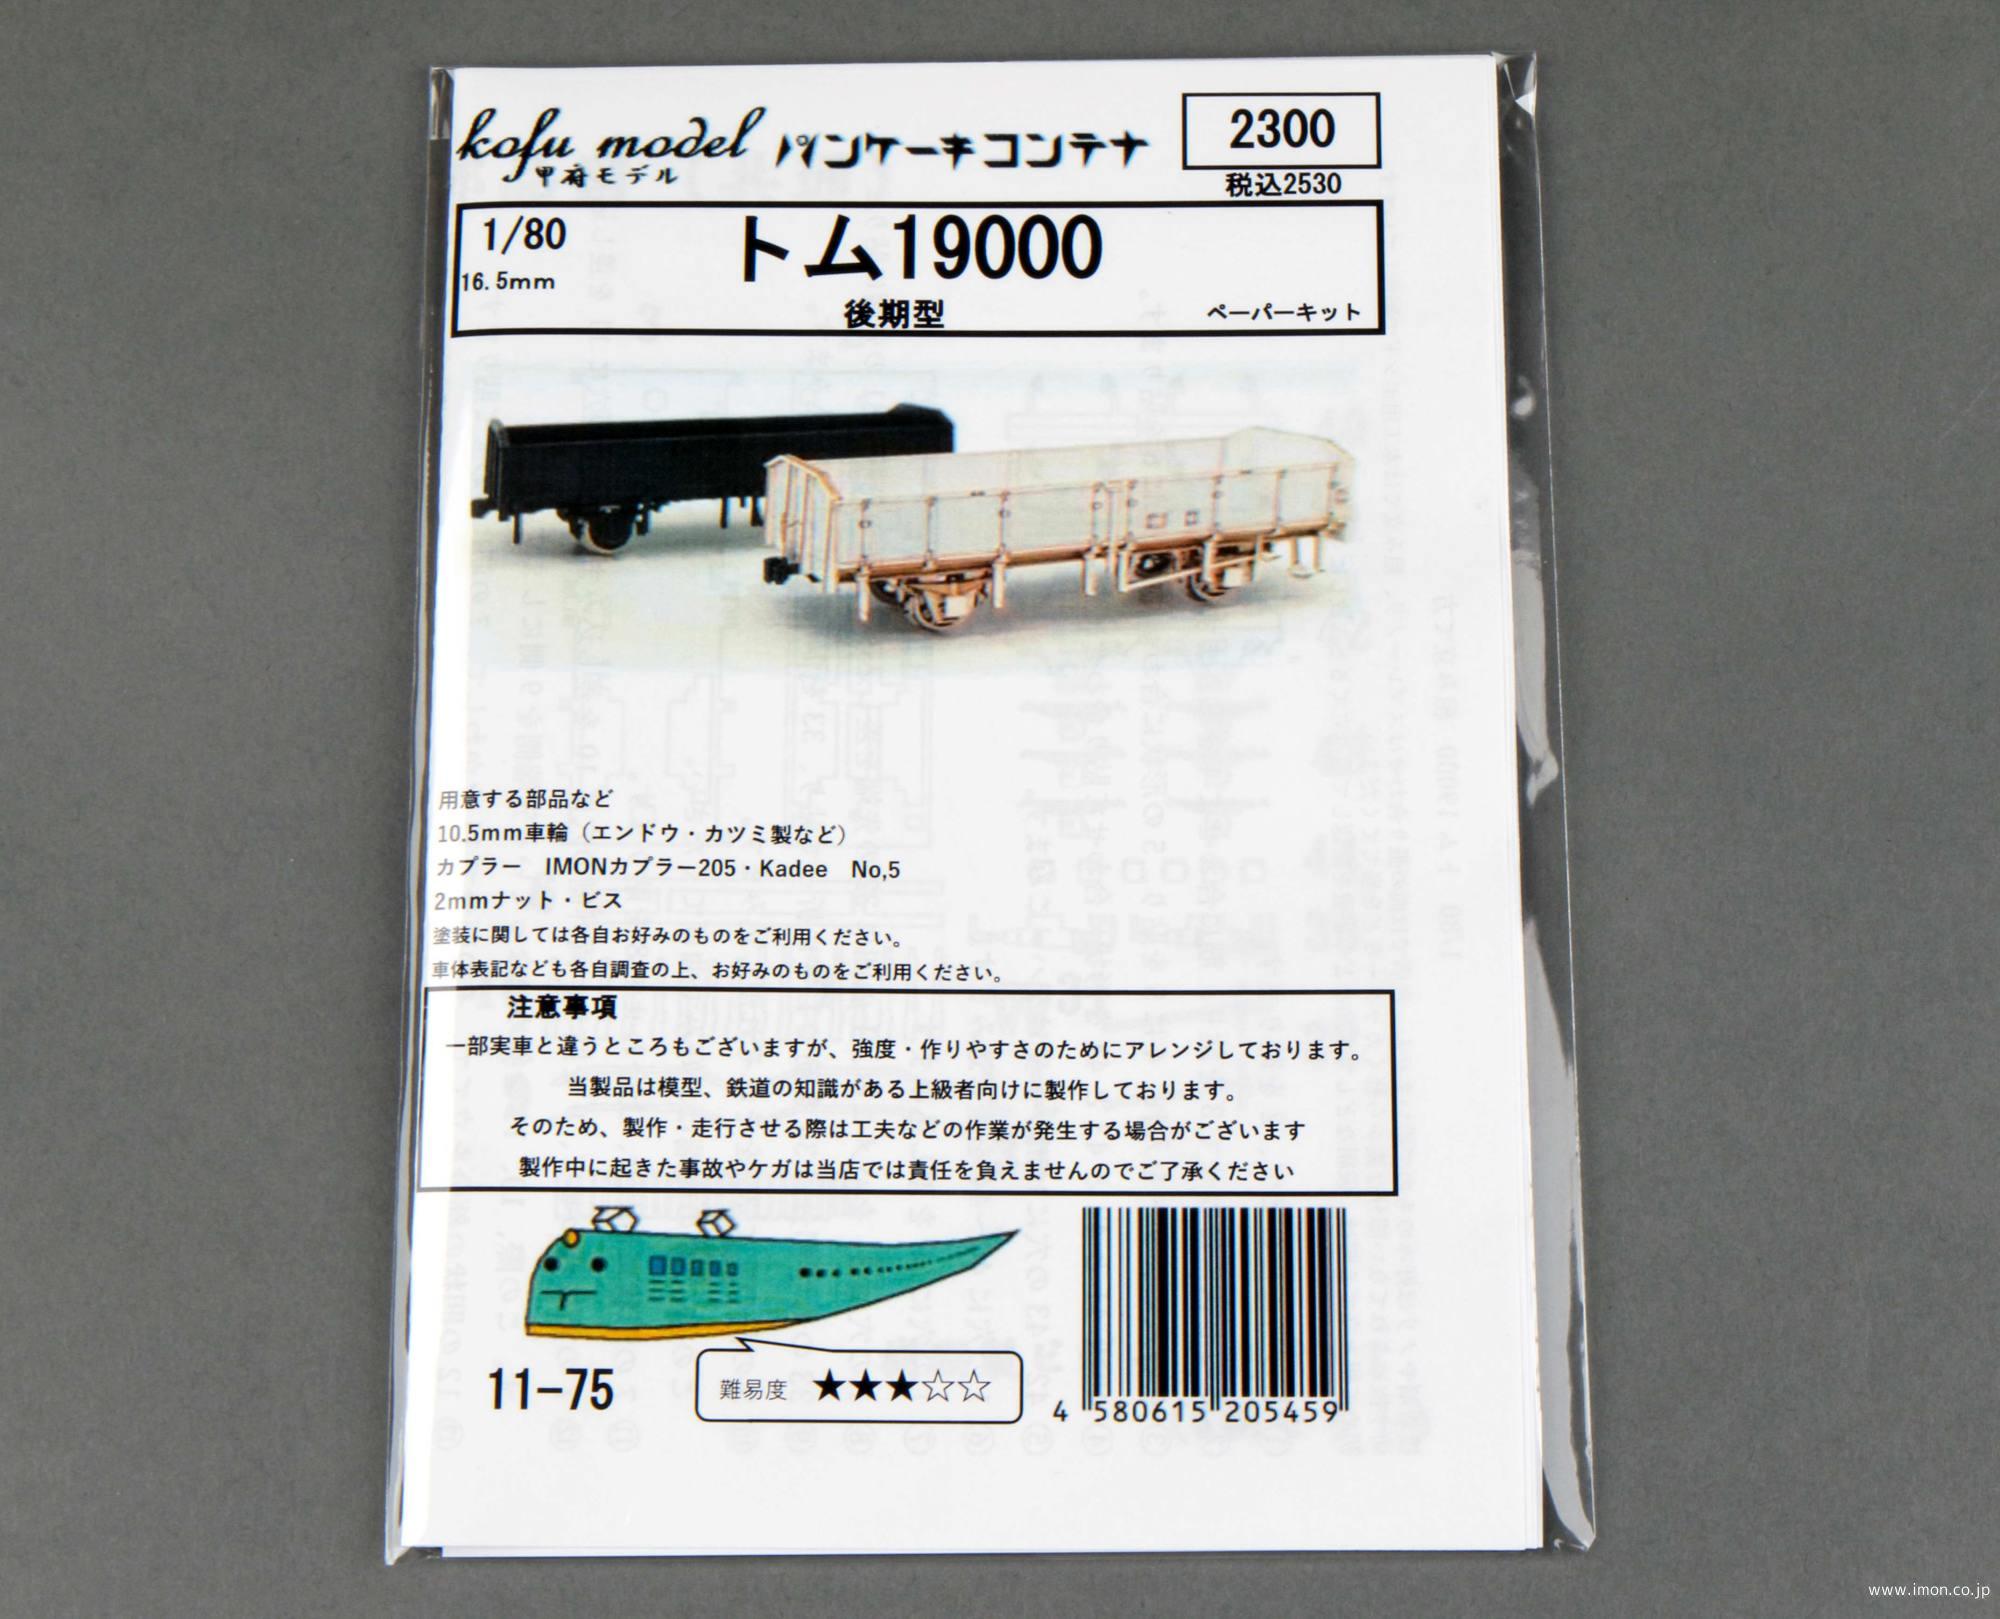 kofu model パンケーキコンテナ
甲府モデル
2300
税込2530
1/80
16.5mm
トム19000
後期型
ペーパーキット
用意する部品など
10.5mm車輪（エンドウ・カツミ製など）
カプラー　IMONカプラー205・Kadee　No,5
2mmナット・ビス
塗装に関しては各自お好みのものをご利用ください。
車体表記なども各自調査の上、お好みのものをご利用ください。
注意事項
一部実車と違うところもございますが、強度・作りやすさのためにアレンジしております。
当製品は模型、鉄道の知識がある上級者向けに製作しております。
そのため、製作・走行させる際は工夫などの作業が発生する場合がございます
製作中に起きた事故やケガは当店では責任を負えませんのでご了承ください
11-75
難易度 ★★★☆☆
4 580615 205459
www.imon.co.jp